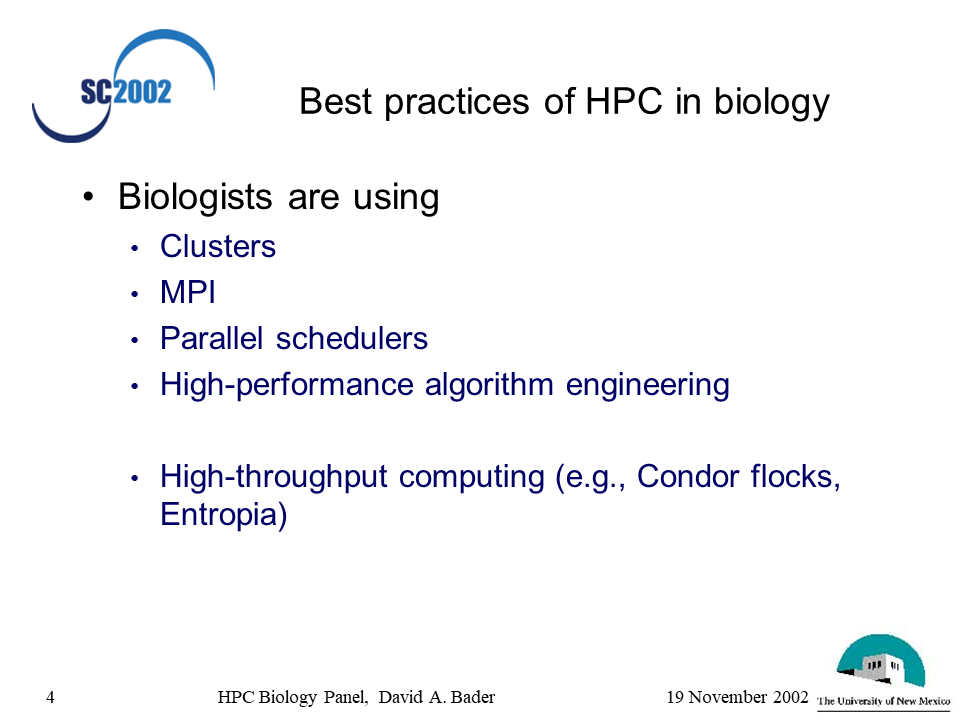 SC2002
Best practices of HPC in biology
• Biologists are using
• Clusters
• MPI
• Parallel schedulers
• High-performance algorithm engineering
• High-throughput computing (e.g., Condor flocks,
Entropia)
4
HPC Biology Panel, David A. Bader
19 November 2002
The University of New Mexico